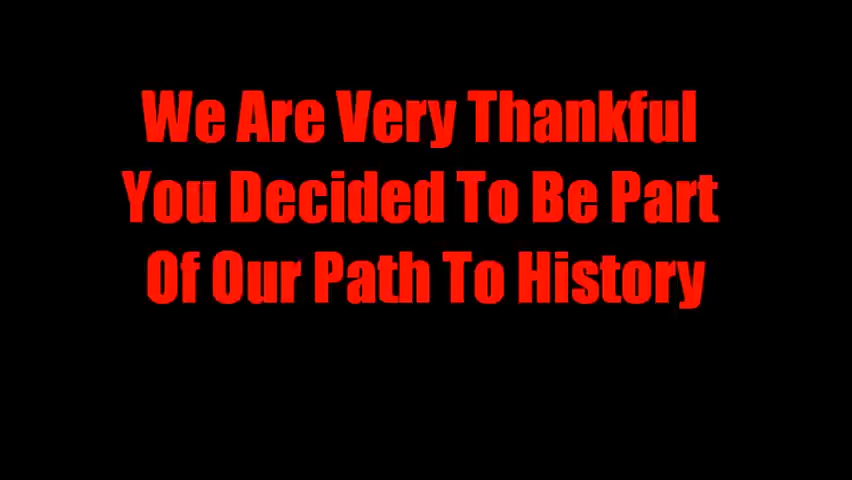 We Are Very Thankful
You Decided To Be Part
Of Our Path To History